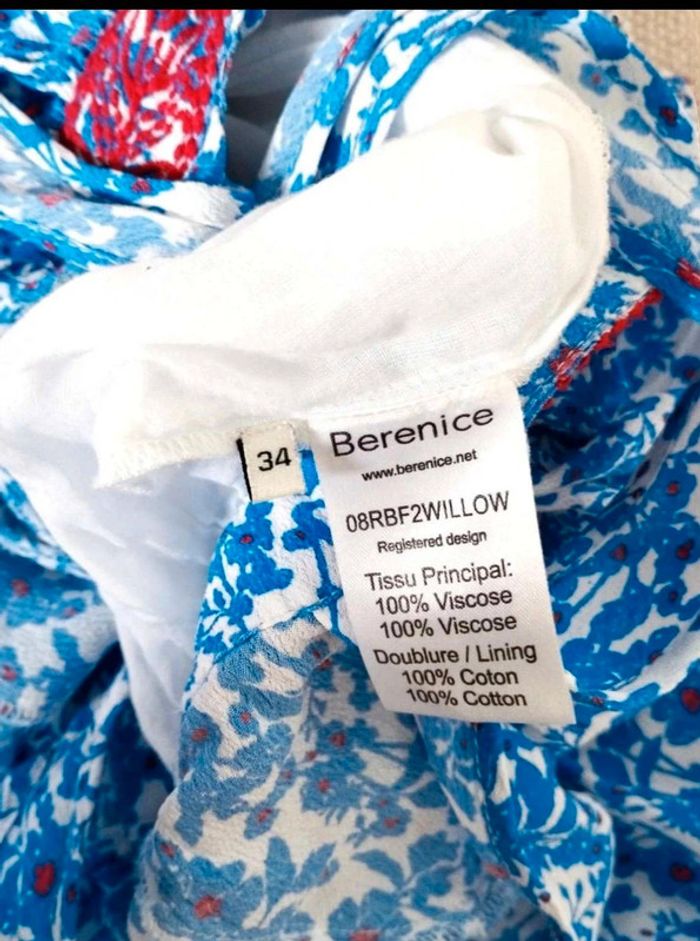 34
Berenice
www.berenice.net
08RBF2WILLOW
Registered design
Tissu Principal:
100% Viscose
100% Viscose
Doublure / Lining
100% Coton
100% Cotton